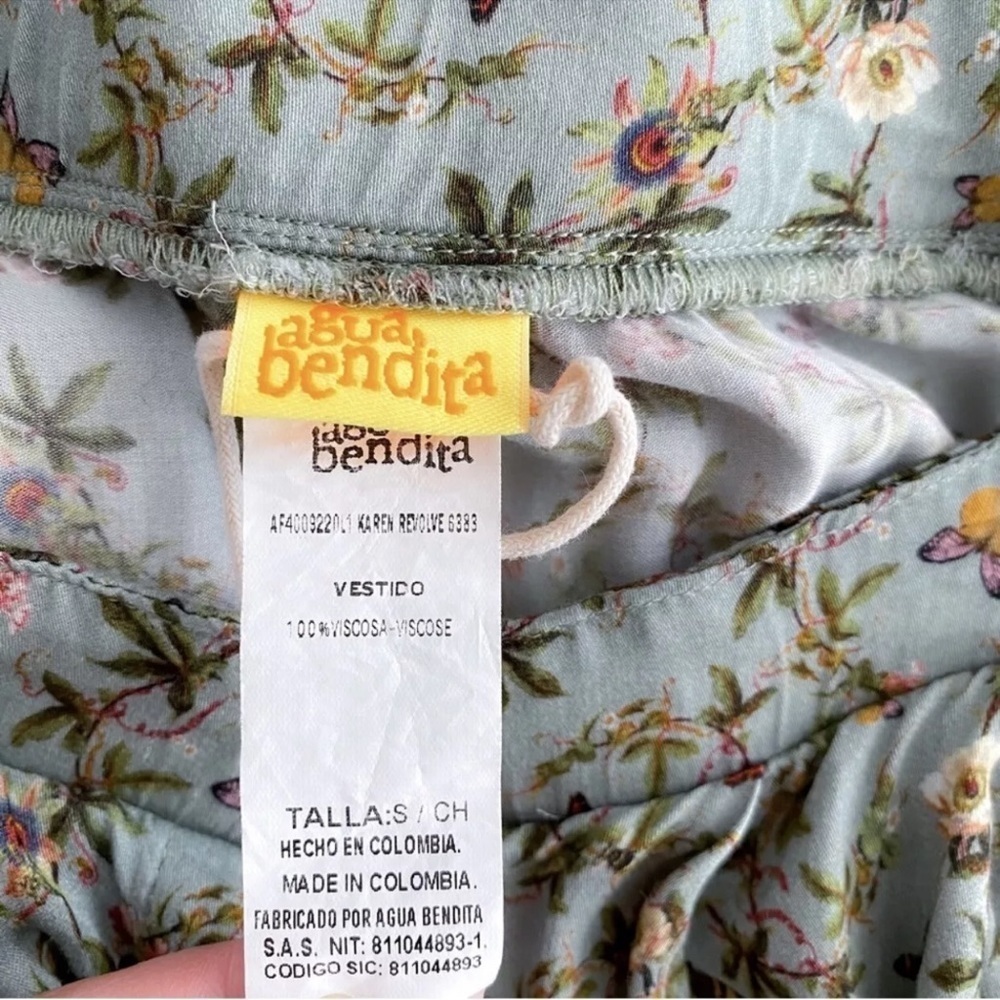 agua
bendita
agua
bendita
AF4009220L1 KAREN REVOLVE 6383
VESTIDO
100%VISCOSA-VISCOSE
TALLA:S / CH
HECHO EN COLOMBIA.
MADE IN COLOMBIA.
FABRICADO POR AGUA BENDITA
S.A.S. NIT: 811044893-1.
CODIGO SIC: 811044893